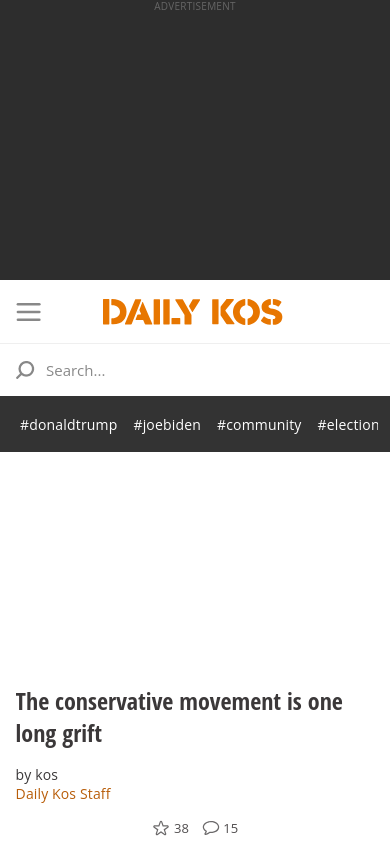 ADVERTISEMENT
DAILY KOS
Search...
#donaldtrump #joebiden #community #election
The conservative movement is one
long grift
by kos
Daily Kos Staff
38 15